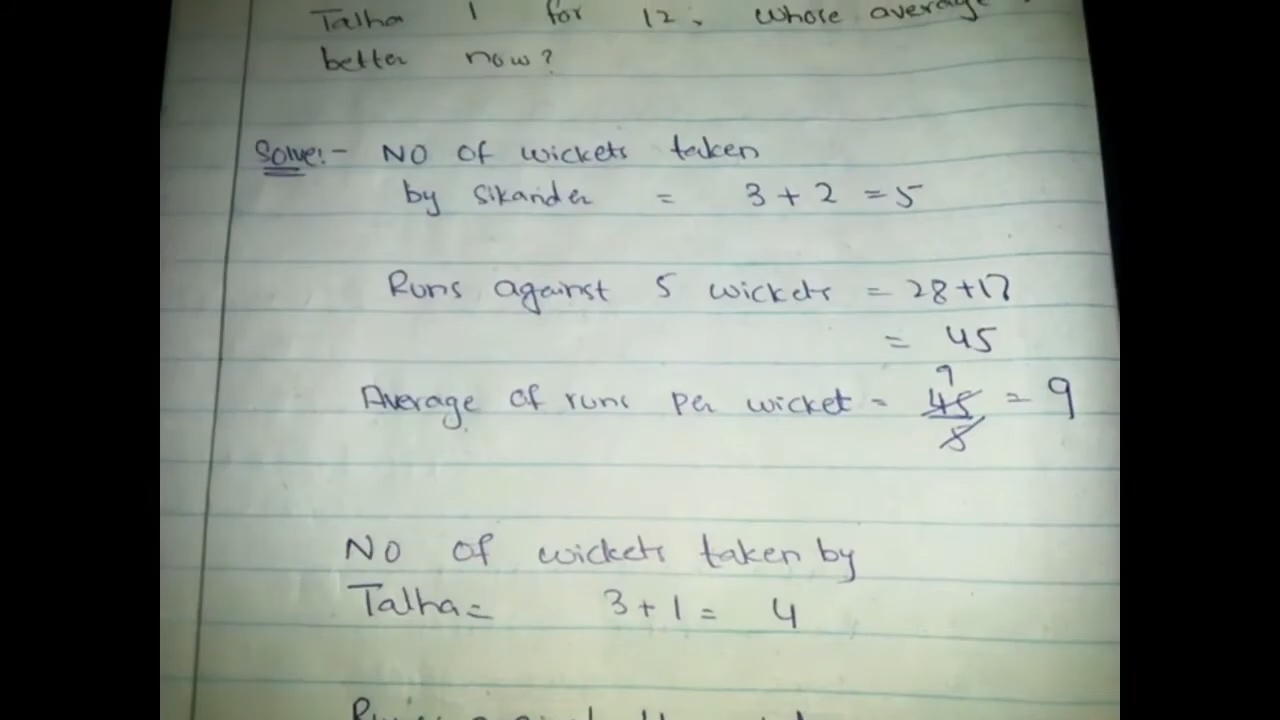 Talha 1 for 12. Whose average
better now?
Solve:- NO of wickets taken
by Sikander = 3 + 2 = 5
Runs against 5 wickets = 28+17
= 45
9
Average of runs per wicket = 45/5 = 9
NO of wickets taken by
Talha = 3 + 1 = 4